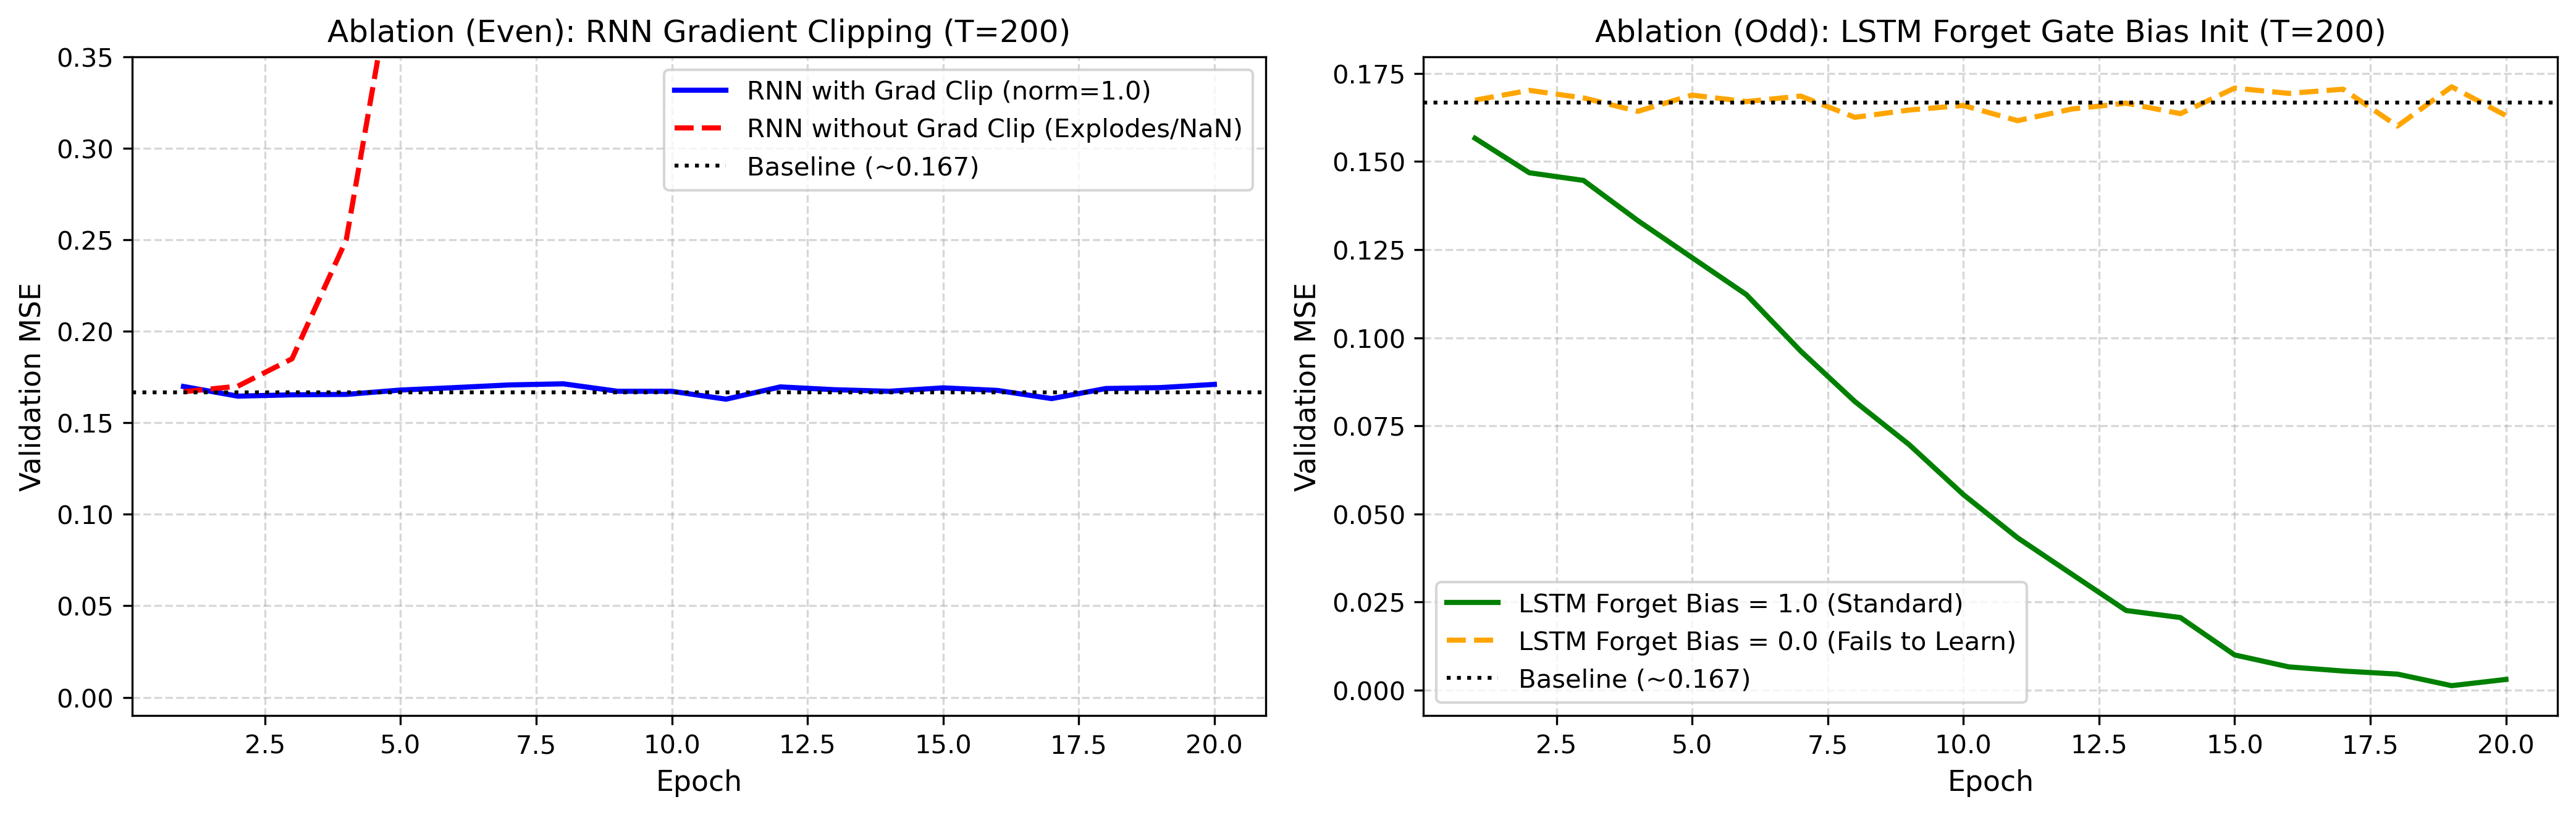 Ablation (Even): RNN Gradient Clipping (T=200)
0.35
0.30
0.25
0.20
0.15
0.10
0.05
0.00
Validation MSE
RNN with Grad Clip (norm=1.0)
RNN without Grad Clip (Explodes/NaN)
Baseline (~0.167)
2.5 5.0 7.5 10.0 12.5 15.0 17.5 20.0
Epoch
Ablation (Odd): LSTM Forget Gate Bias Init (T=200)
0.175
0.150
0.125
0.100
0.075
0.050
0.025
0.000
Validation MSE
LSTM Forget Bias = 1.0 (Standard)
LSTM Forget Bias = 0.0 (Fails to Learn)
Baseline (~0.167)
2.5 5.0 7.5 10.0 12.5 15.0 17.5 20.0
Epoch